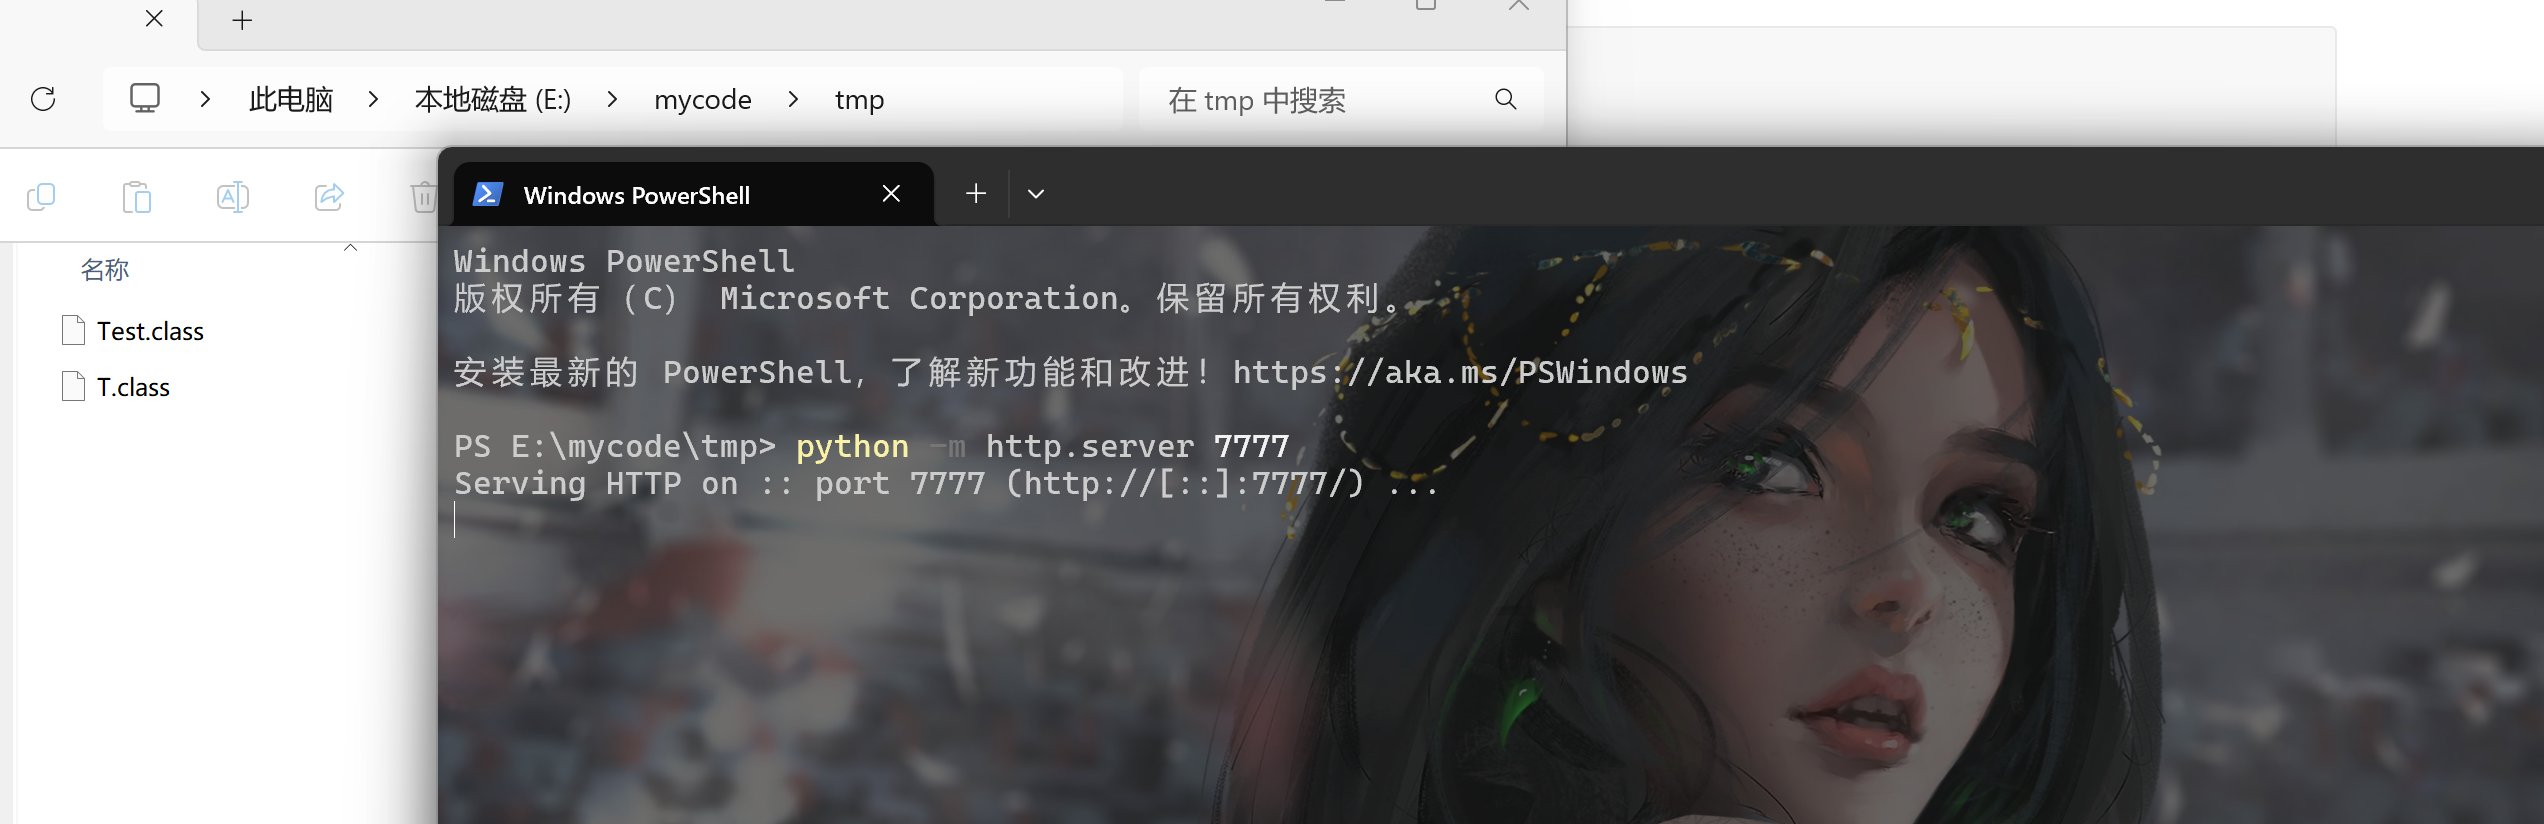 此电脑 本地磁盘 (E:) mycode tmp
在 tmp 中搜索
Windows PowerShell
名称
Test.class
T.class
Windows PowerShell
版权所有 (C) Microsoft Corporation。保留所有权利。
安装最新的 PowerShell，了解新功能和改进！https://aka.ms/PSWindows
PS E:\mycode\tmp> python -m http.server 7777
Serving HTTP on :: port 7777 (http://[::]:7777/) ...